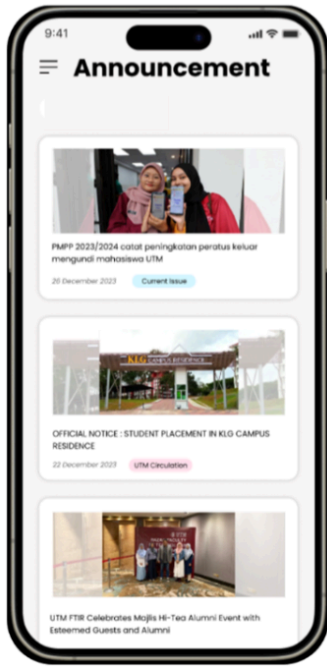 9:41
Announcement
PMPP 2023/2024 catat peningkatan peratus keluar
mengundi mahasiswa UTM
20 December 2023 Current Issue
KLG CAMPUS RESIDENCE
OFFICIAL NOTICE : STUDENT PLACEMENT IN KLG CAMPUS
RESIDENCE
22 December 2023 UTM Circulation
UTM FTIR Celebrates Majlis Hi-Tea Alumni Event with
Esteemed Guests and Alumni